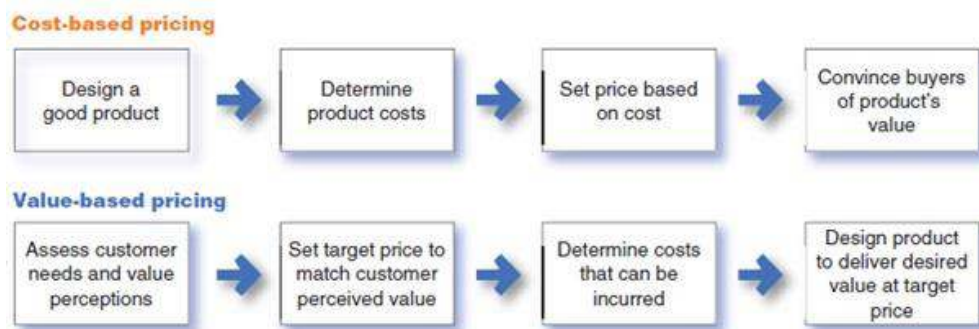 Cost-based pricing
Design a
good product
Determine
product costs
Set price based
on cost
Convince buyers
of product's
value
Value-based pricing
Assess customer
needs and value
perceptions
Set target price to
match customer
perceived value
Determine costs
that can be
incurred
Design product
to deliver desired
value at target
price